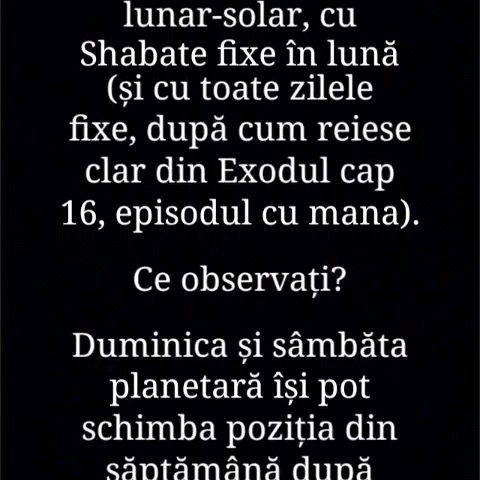 lunar-solar, cu
Shabate fixe în lună
(și cu toate zilele
fixe, după cum reiese
clar din Exodul cap
16, episodul cu mana).
Ce observați?
Duminica și sâmbăta
planetară își pot
schimba poziția din
săptămână după